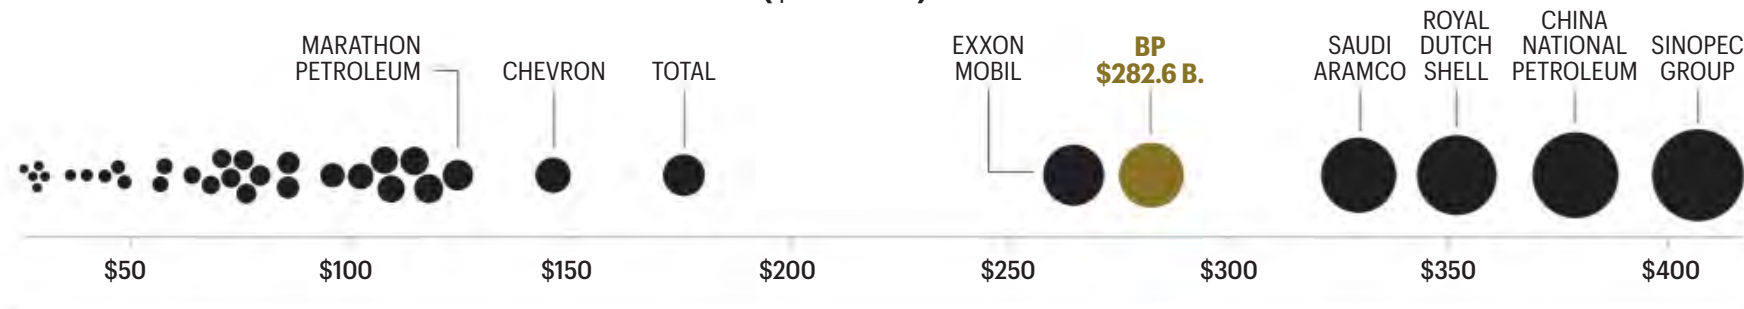 MARATHON
PETROLEUM
CHEVRON
TOTAL
EXXON
MOBIL
BP
$282.6 B.
SAUDI
ARAMCO
ROYAL
DUTCH
SHELL
CHINA
NATIONAL
PETROLEUM
SINOPEC
GROUP
$50
$100
$150
$200
$250
$300
$350
$400